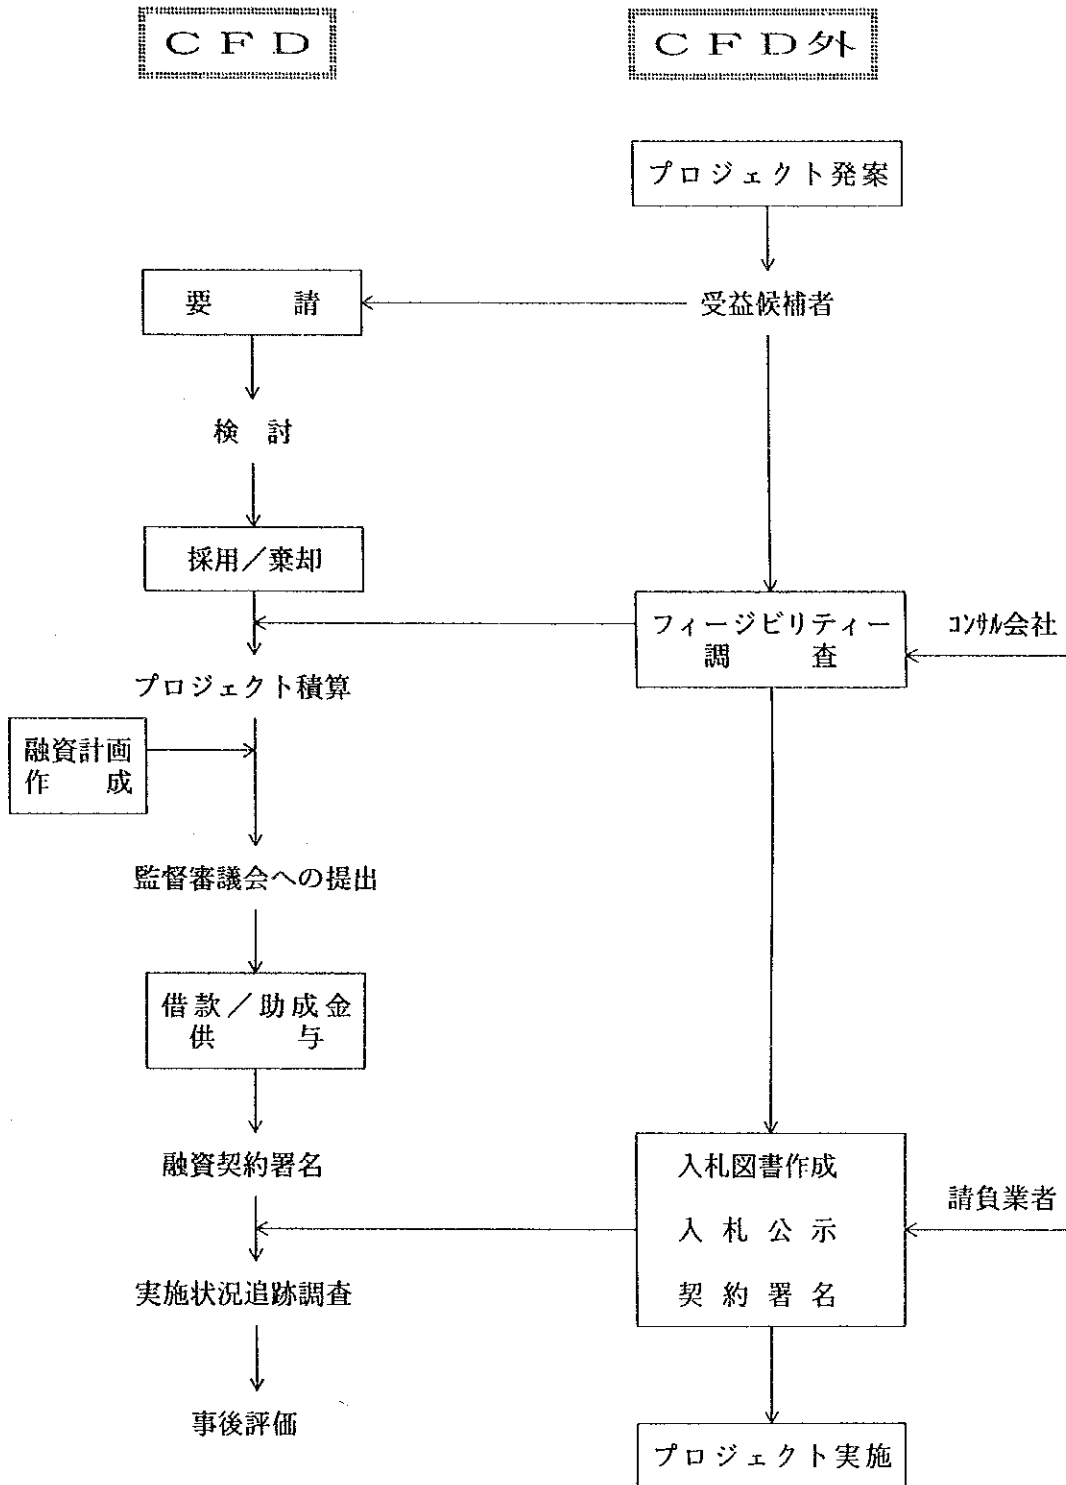 CFD
CFD外
プロジェクト発案
要　請
受益候補者
検　討
採用／棄却
フィージビリティー
調　査
コンサル会社
プロジェクト積算
融資計画
作　成
監督審議会への提出
借款／助成金
供　与
融資契約署名
入札図書作成
入札公示
契約署名
請負業者
実施状況追跡調査
事後評価
プロジェクト実施